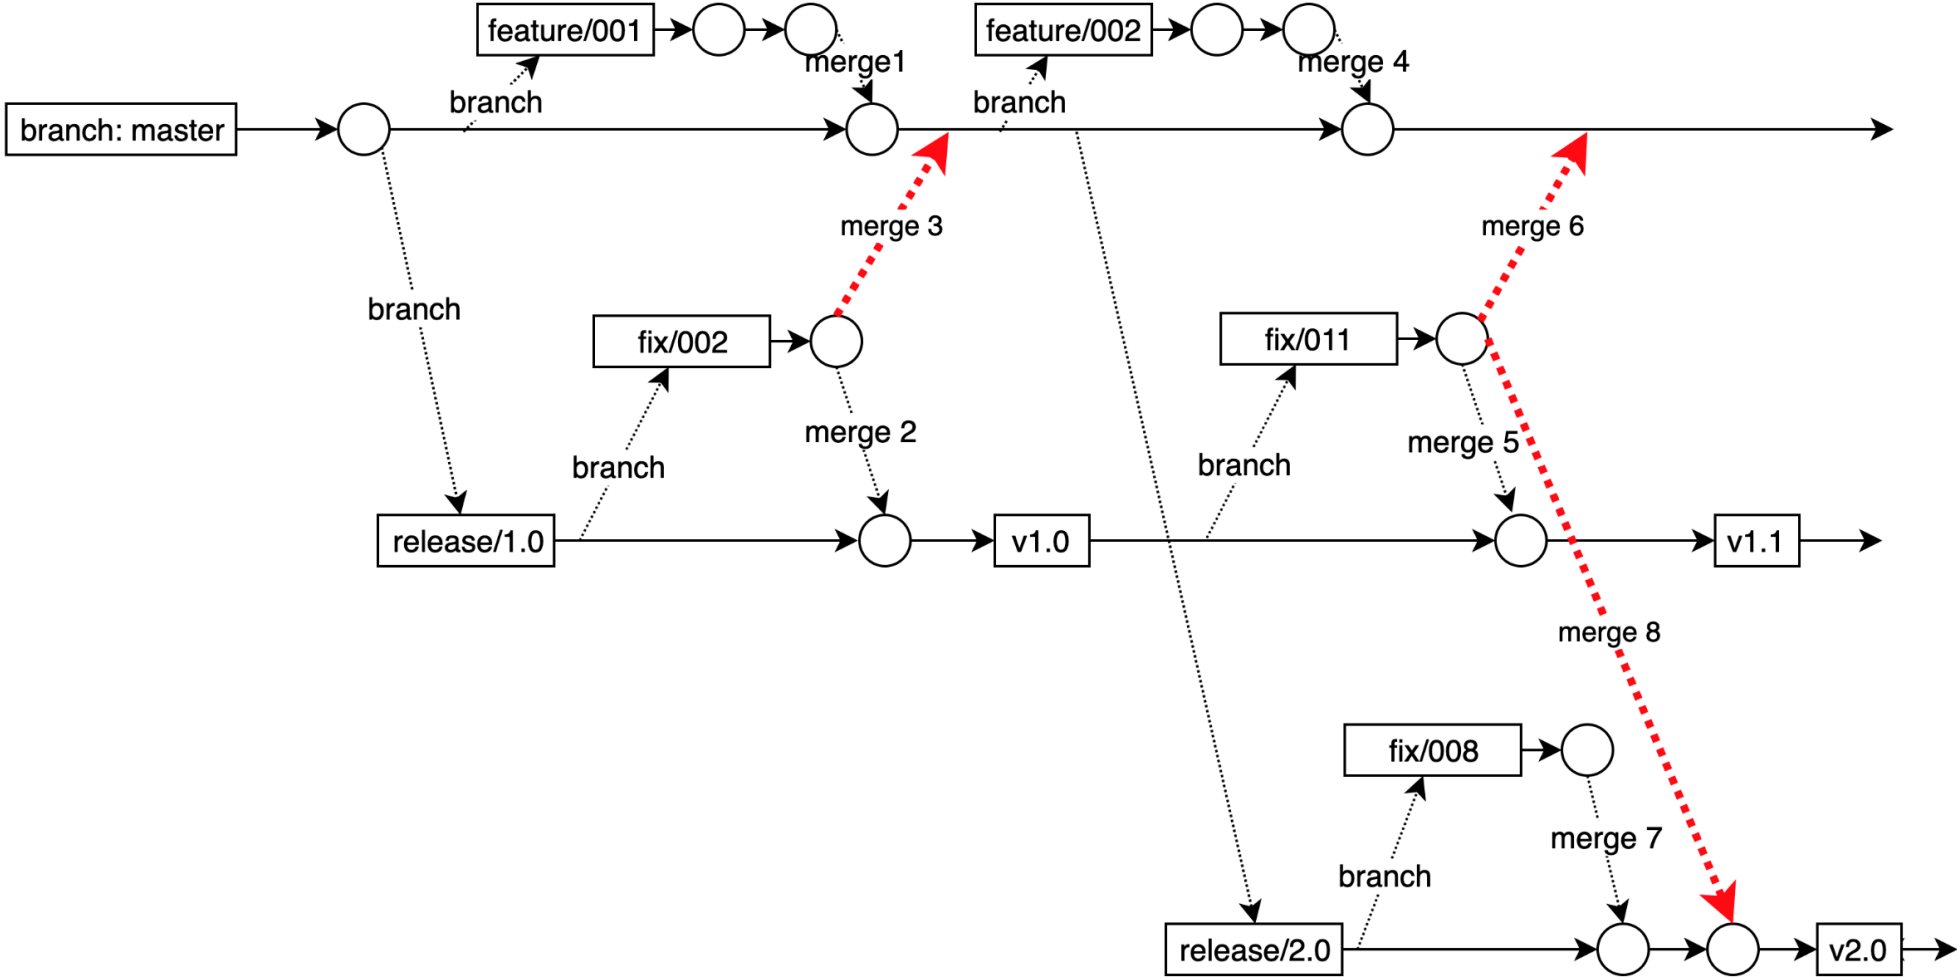 feature/001
feature/002
merge1
merge 4
branch
branch
branch: master
merge 3
merge 6
branch
fix/002
fix/011
merge 2
merge 5
branch
branch
release/1.0
v1.0
v1.1
merge 8
fix/008
merge 7
branch
release/2.0
v2.0